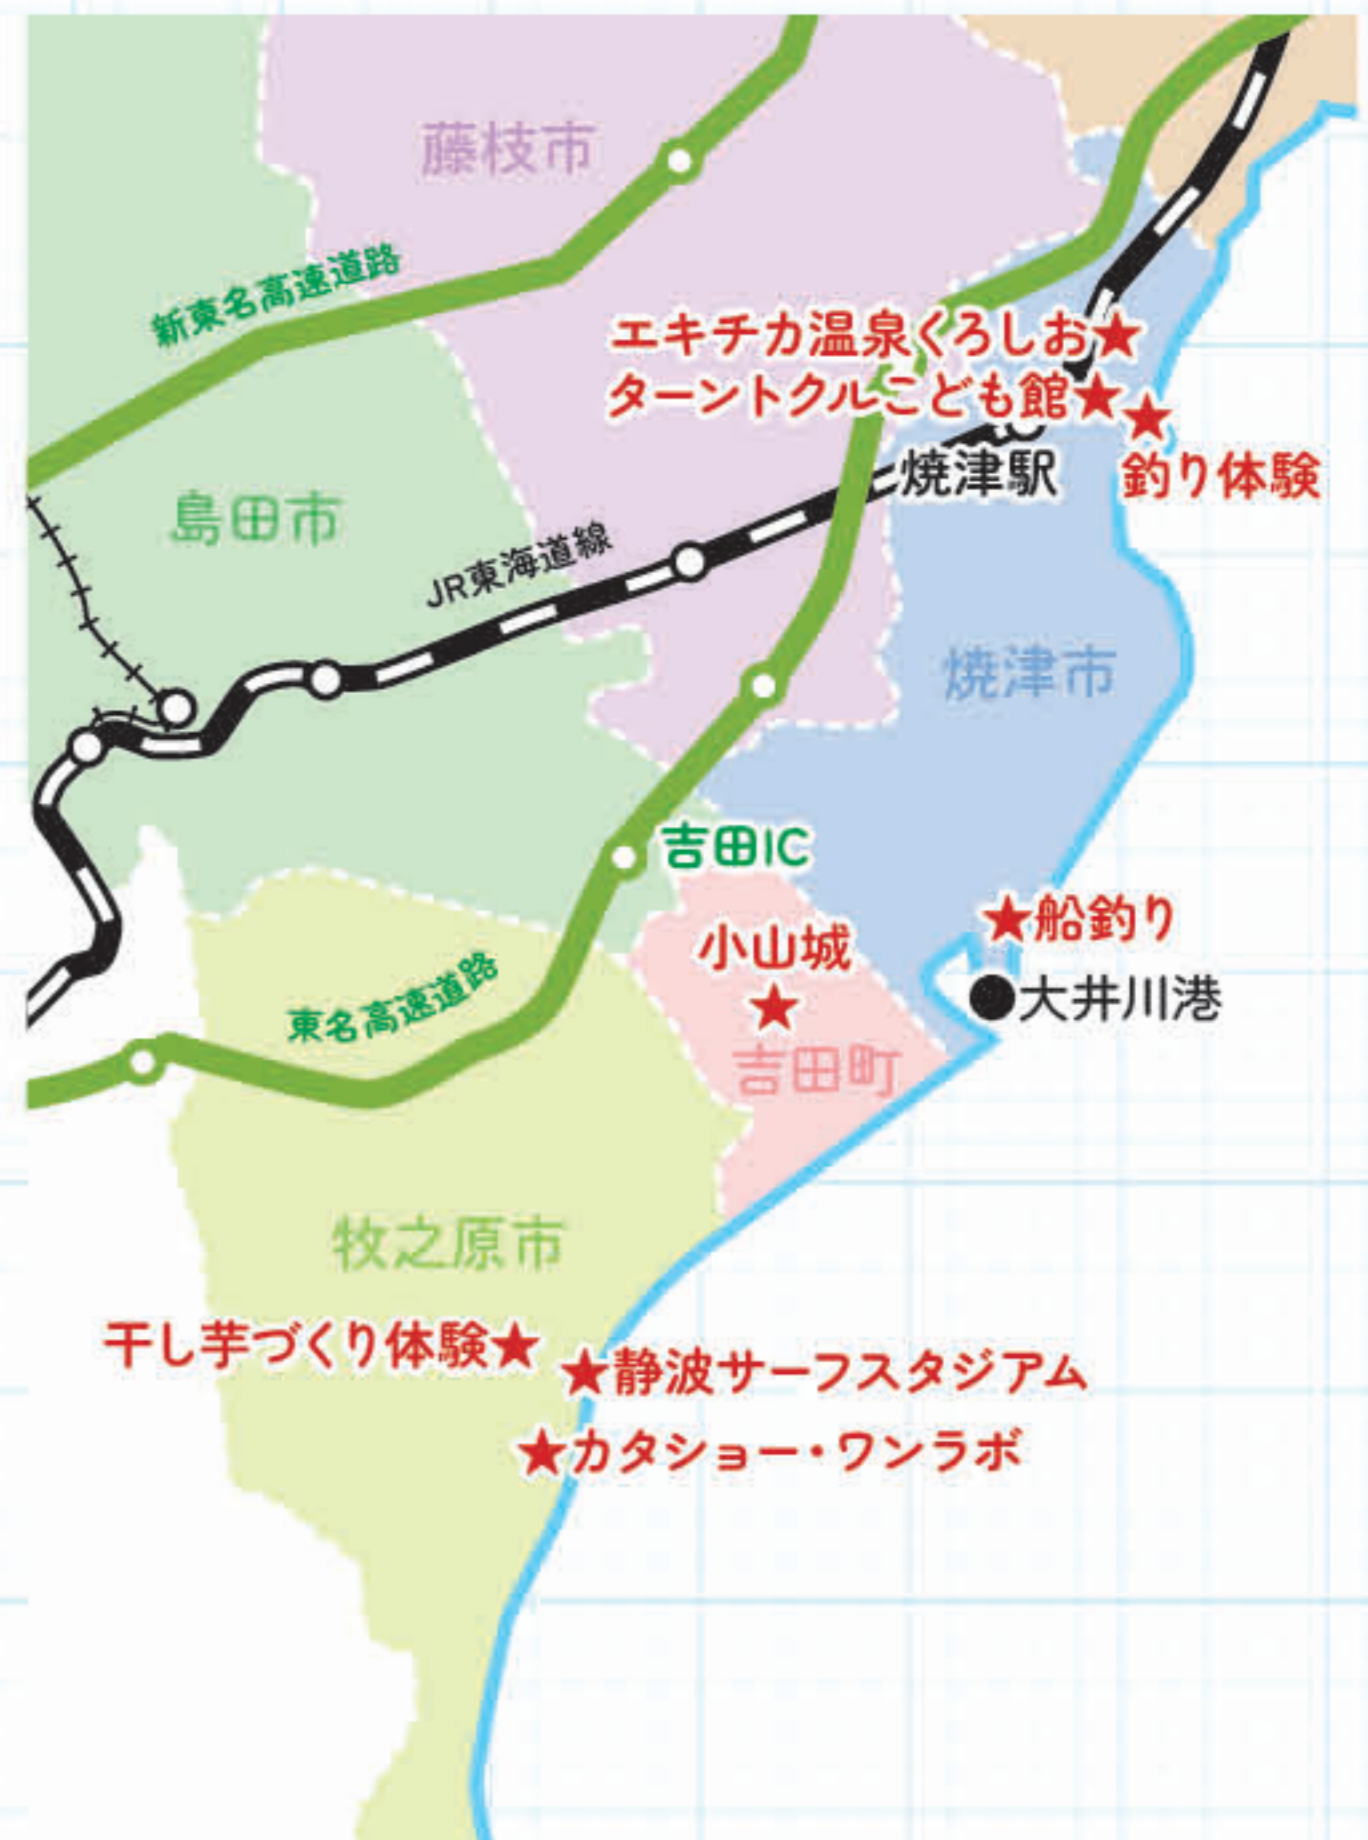 藤枝市
新東名高速道路
エキチカ温泉くろしお
ターントクルこども館
焼津駅
釣り体験
島田市
JR東海道線
焼津市
吉田IC
船釣り
小山城
大井川港
東名高速道路
吉田町
牧之原市
干し芋づくり体験
静波サーフスタジアム
カタショー・ワンラボ